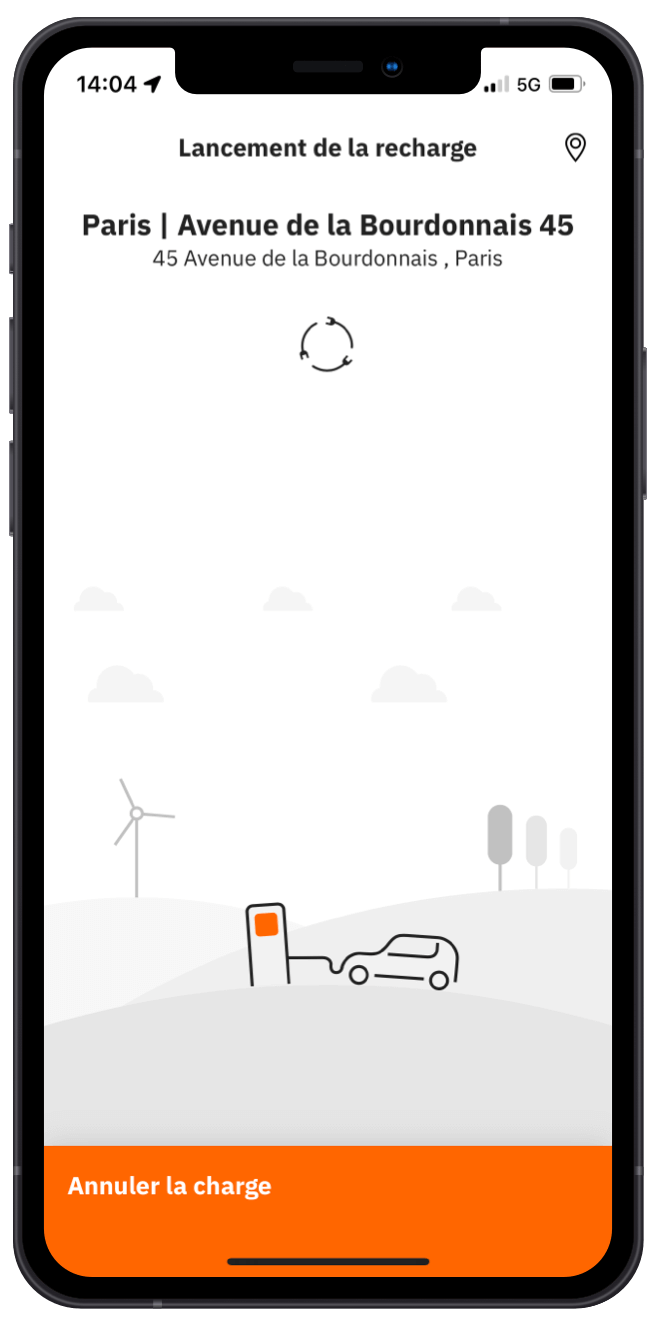 14:04 5G
Lancement de la recharge
Paris | Avenue de la Bourdonnais 45
45 Avenue de la Bourdonnais , Paris
Annuler la charge